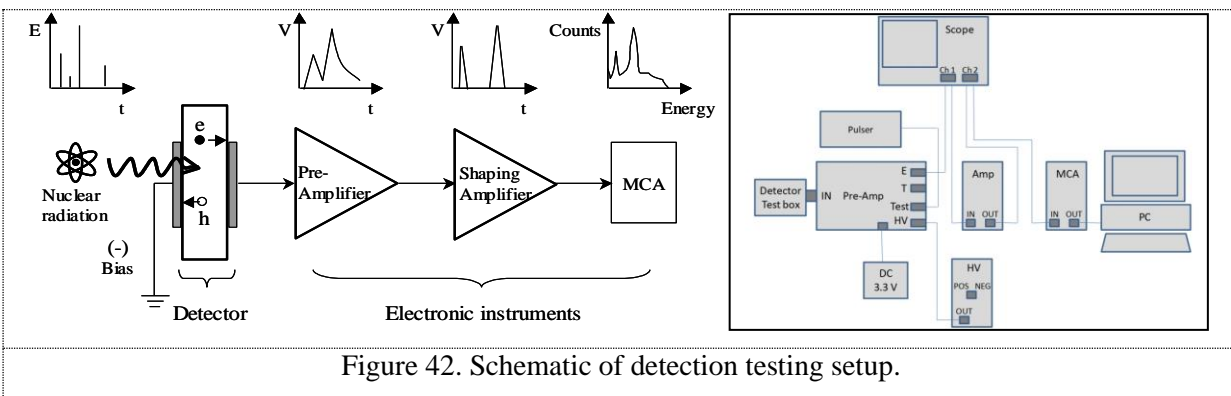 E
t
V
t
V
t
Counts
Energy
e
h
Nuclear
radiation
(-)
Bias
Detector
Pre-
Amplifier
Shaping
Amplifier
MCA
Electronic instruments
Scope
Ch 1 Ch 2
Pulser
Detector
Test box
IN Pre-Amp
E
T
Test
HV
Amp
IN OUT
MCA
IN OUT
PC
DC
3.3 V
HV
POS NEG
OUT
Figure 42. Schematic of detection testing setup.